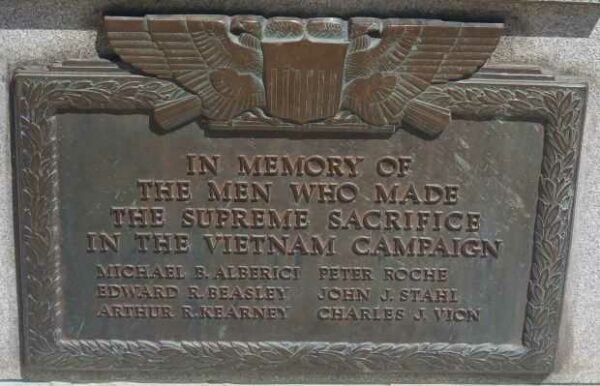 IN MEMORY OF
THE MEN WHO MADE
THE SUPREME SACRIFICE
IN THE VIETNAM CAMPAIGN
MICHAEL B. ALBERICI PETER ROCHE
EDWARD R. BEASLEY JOHN J. STAHL
ARTHUR R. KEARNEY CHARLES J. VION